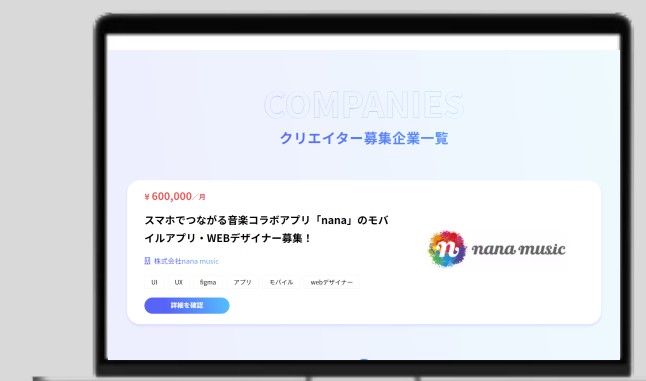 COMPANIES
クリエイター募集企業一覧
¥ 600,000／月
スマホでつながる音楽コラボアプリ「nana」のモバ
イルアプリ・WEBデザイナー募集！
株式会社nana music
UI UX figma アプリ モバイル webデザイナー
詳細を確認
n nana music